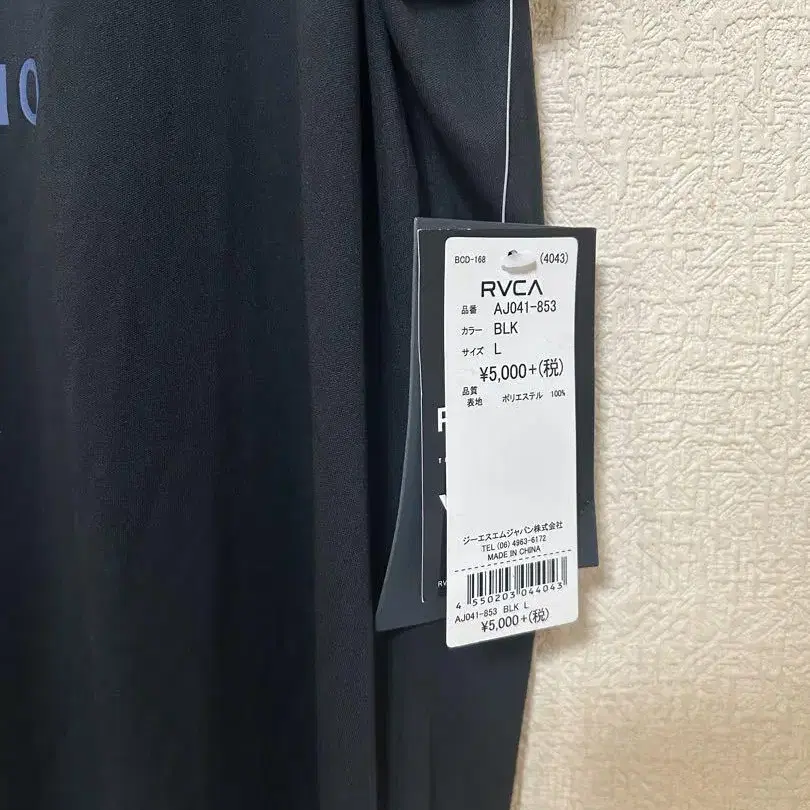 BCD-168 (4043)
RVCA
品番 AJ041-853
カラー BLK
サイズ L
¥5,000+(税)
品質
表地 ポリエステル 100%
ジーエスエムジャパン株式会社
TEL (06) 4963-6172
MADE IN CHINA
4 550203 044043
AJ041-853 BLK L
¥5,000+(税)